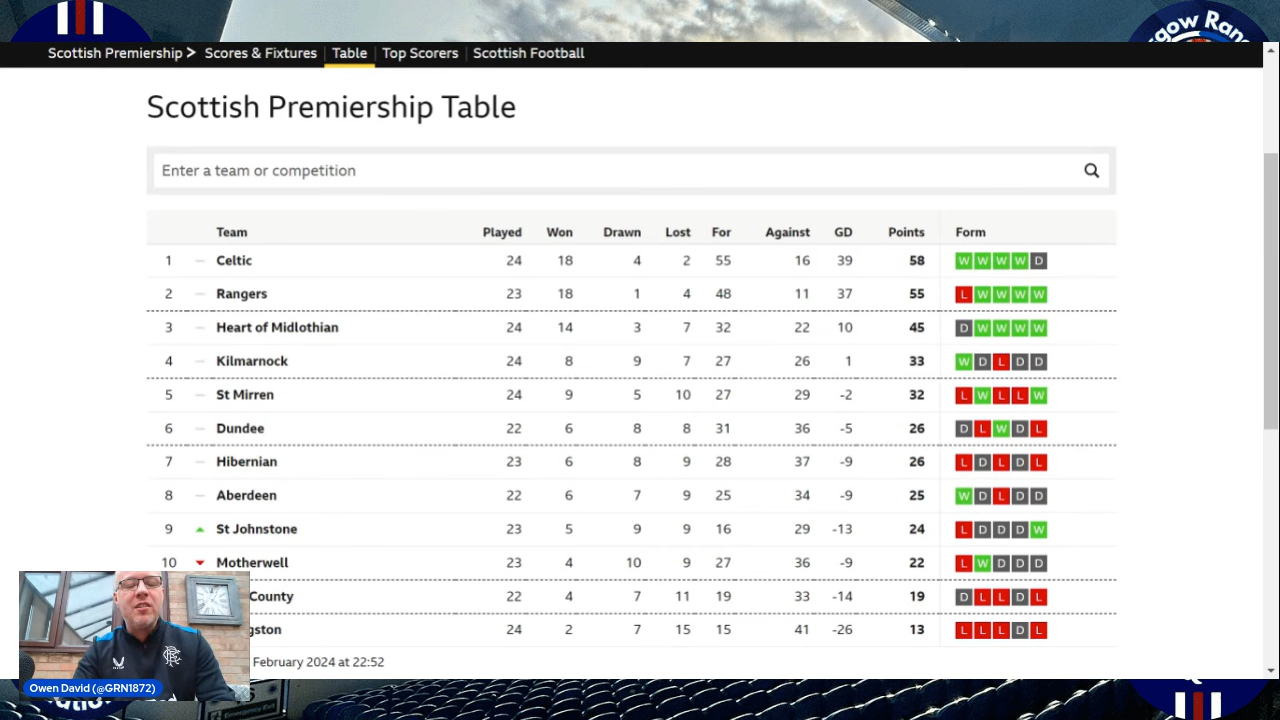 gow Ran
Scottish Premiership > Scores & Fixtures Table Top Scorers Scottish Football
Scottish Premiership Table
Enter a team or competition
Team Played Won Drawn Lost For Against GD Points Form
1 Celtic 24 18 4 2 55 16 39 58 W W W W D
2 Rangers 23 18 1 4 48 11 37 55 L W W W W
3 Heart of Midlothian 24 14 3 7 32 22 10 45 D W W W W
4 Kilmarnock 24 8 9 7 27 26 1 33 W D L D D
5 St Mirren 24 9 5 10 27 29 -2 32 L W L L W
6 Dundee 22 6 8 8 31 36 -5 26 D L W D L
7 Hibernian 23 6 8 9 28 37 -9 26 L D L D L
8 Aberdeen 22 6 7 9 25 34 -9 25 W D L D D
9 St Johnstone 23 5 9 9 16 29 -13 24 L D D D W
10 Motherwell 23 4 10 9 27 36 -9 22 L W D D D
County 22 4 7 11 19 33 -14 19 D L L D L
gston 24 2 7 15 15 41 -26 13 L L L D L
February 2024 at 22:52
Owen David (@GRN1872)